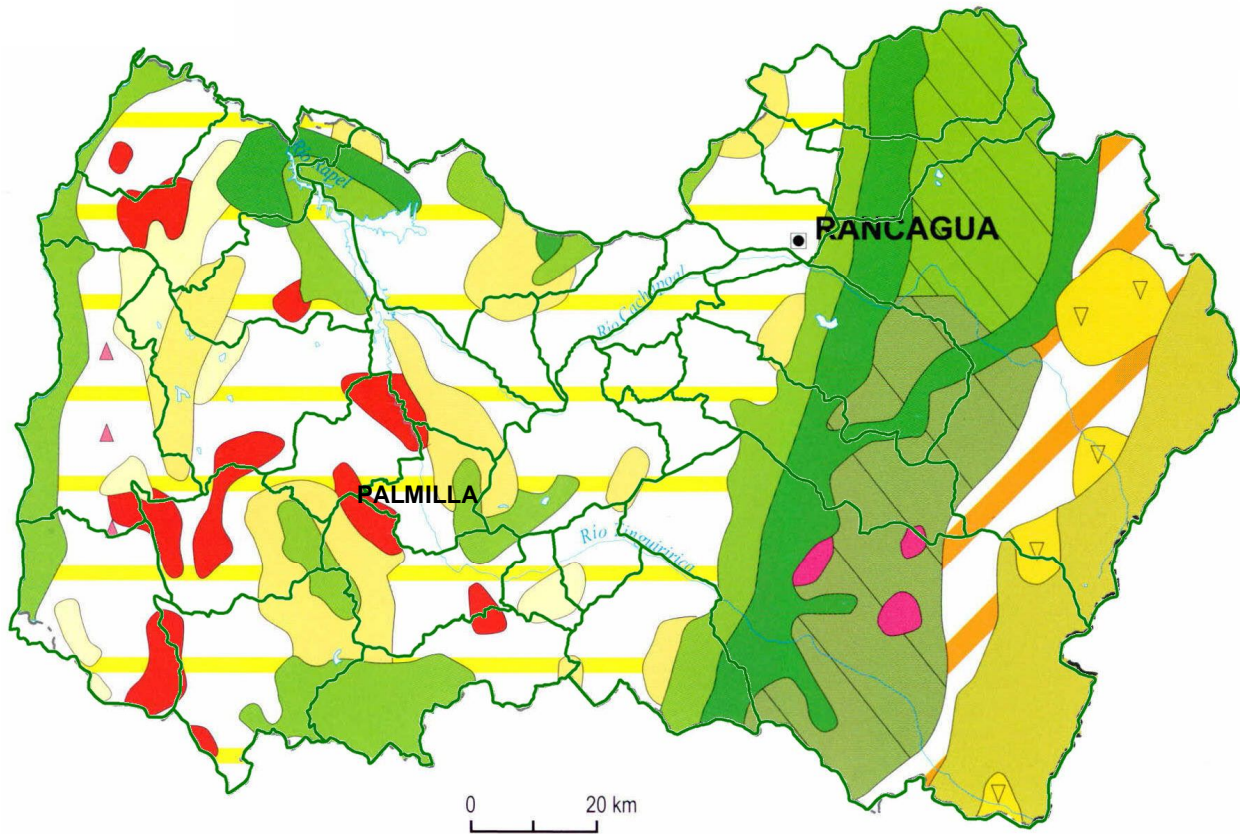 Río Rapel
RANCAGUA
Río Cachapoal
PALMILLA
Río Tinguiririca
0 20 km